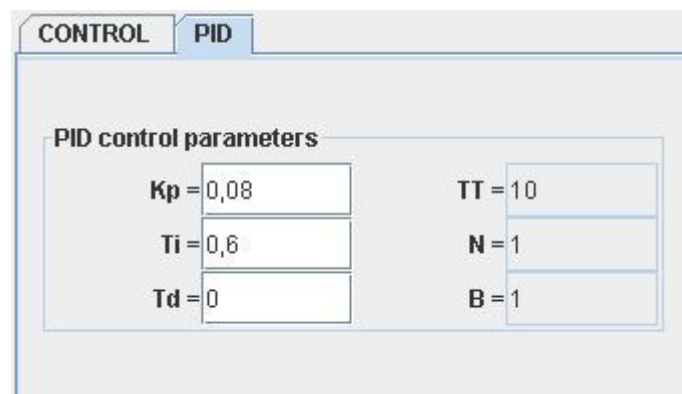 CONTROL PID
PID control parameters
Kp = 0,08 TT = 10
Ti = 0,6 N = 1
Td = 0 B = 1